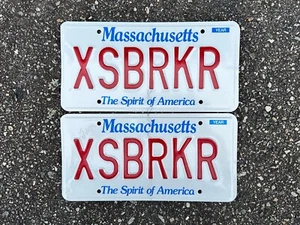 Massachusetts YEAR
XSBRKR
The Spirit of America
Massachusetts YEAR
XSBRKR
The Spirit of America